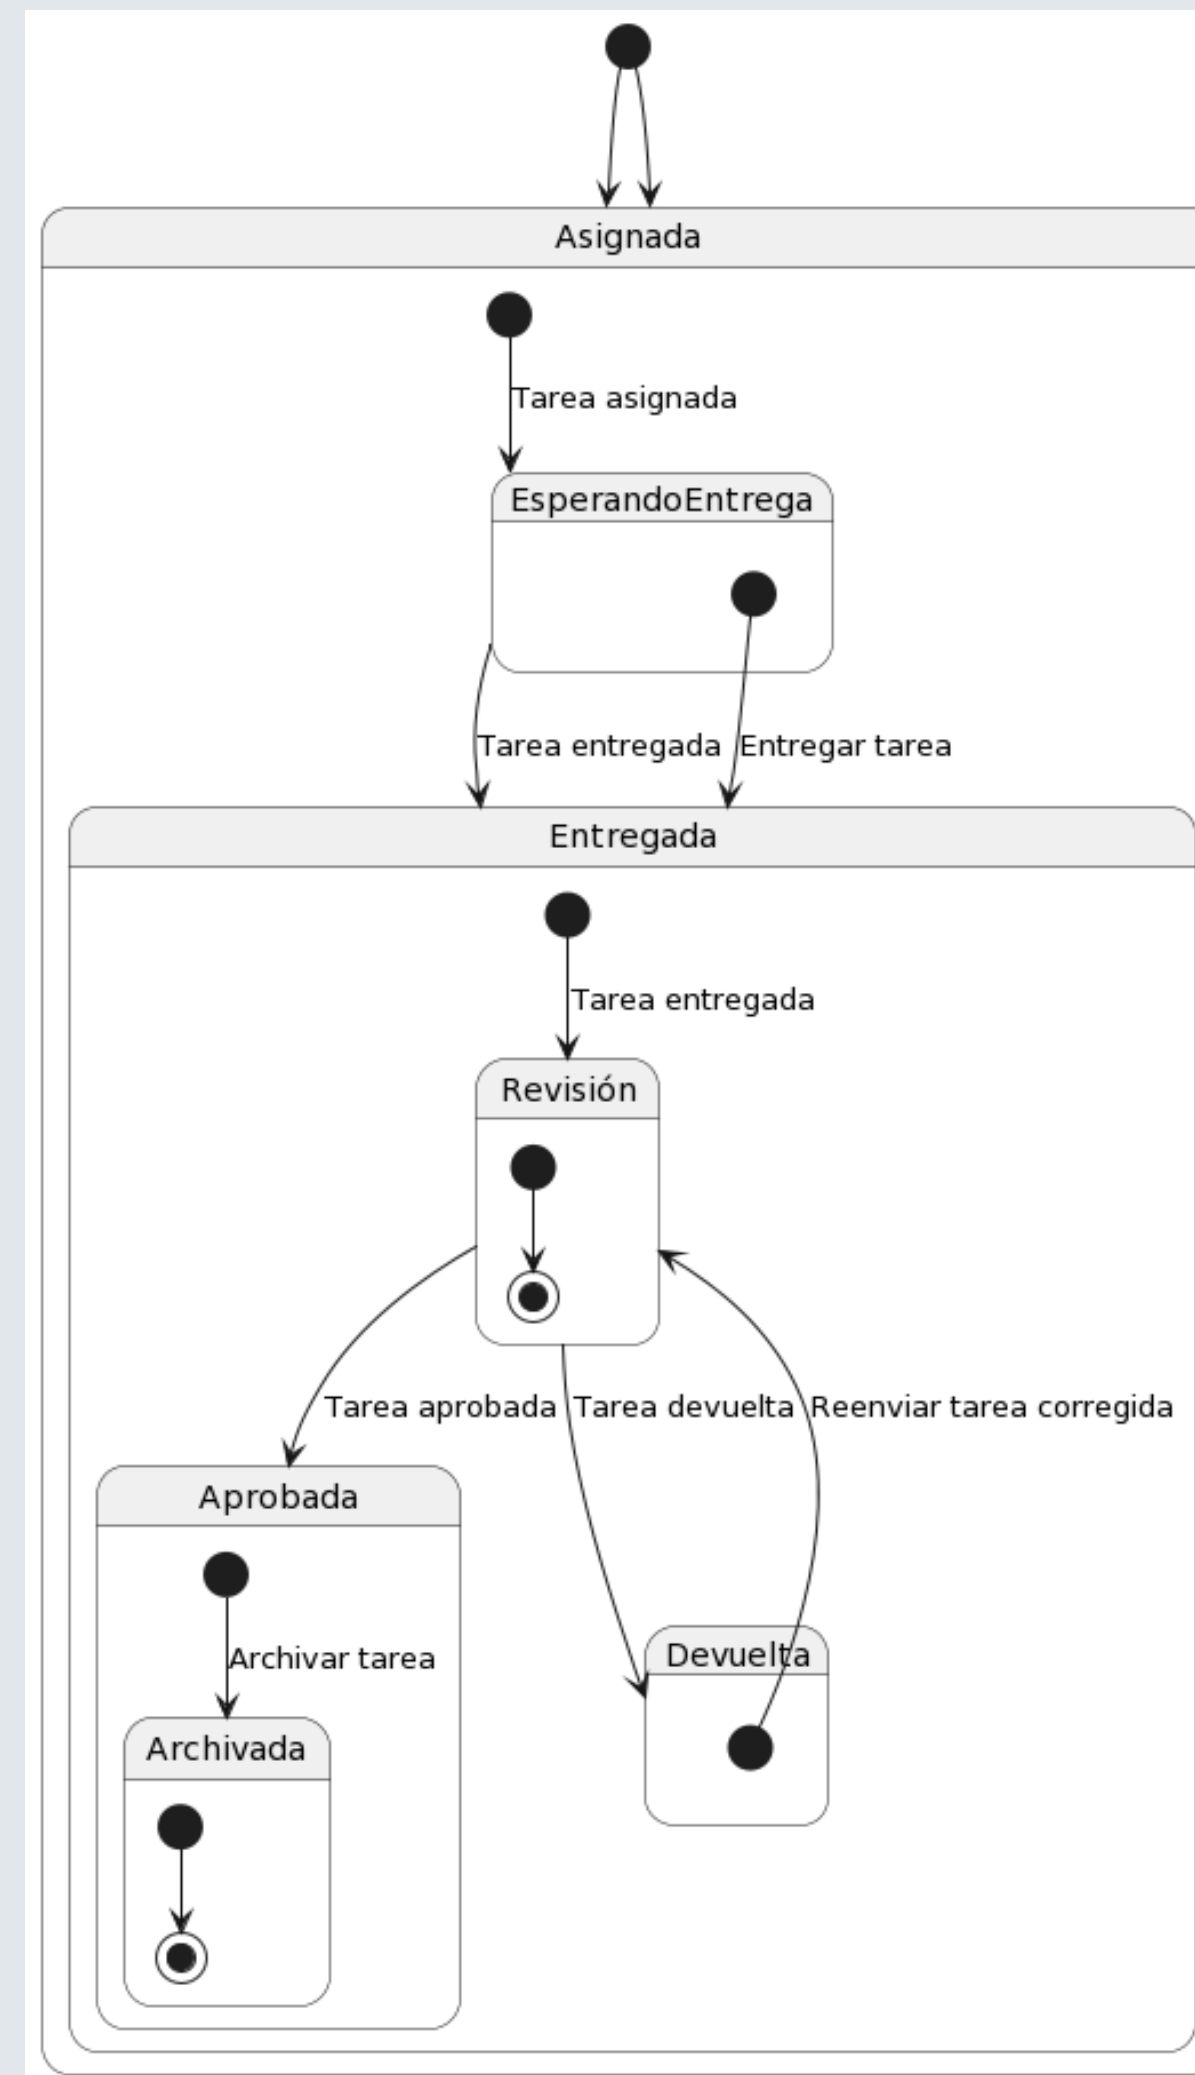 Asignada
Tarea asignada
EsperandoEntrega
Tarea entregada
Entregar tarea
Entregada
Tarea entregada
Revisión
Tarea aprobada
Tarea devuelta
Reenviar tarea corregida
Aprobada
Archivar tarea
Devuelta
Archivada